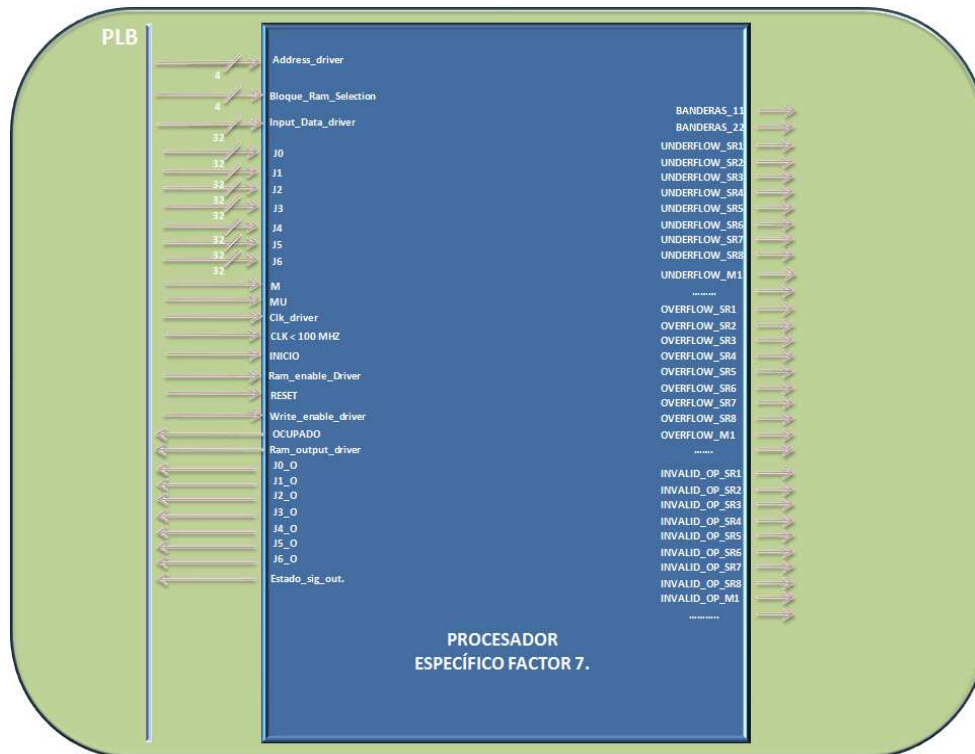 PLB
Address_driver
4
Bloque_Ram_Selection
4
Input_Data_driver
32
J0
32
J1
32
J2
32
J3
32
J4
32
J5
32
J6
32
M
MU
Clk_driver
CLK < 100 MHZ
INICIO
Ram_enable_Driver
RESET
Write_enable_driver
OCUPADO
Ram_output_driver
J0_O
J1_O
J2_O
J3_O
J4_O
J5_O
J6_O
Estado_sig_out.
BANDERAS_11
BANDERAS_22
UNDERFLOW_SR1
UNDERFLOW_SR2
UNDERFLOW_SR3
UNDERFLOW_SR4
UNDERFLOW_SR5
UNDERFLOW_SR6
UNDERFLOW_SR7
UNDERFLOW_SR8
UNDERFLOW_M1
.........
OVERFLOW_SR1
OVERFLOW_SR2
OVERFLOW_SR3
OVERFLOW_SR4
OVERFLOW_SR5
OVERFLOW_SR6
OVERFLOW_SR7
OVERFLOW_SR8
OVERFLOW_M1
.......
INVALID_OP_SR1
INVALID_OP_SR2
INVALID_OP_SR3
INVALID_OP_SR4
INVALID_OP_SR5
INVALID_OP_SR6
INVALID_OP_SR7
INVALID_OP_SR8
INVALID_OP_M1
...........
PROCESADOR
ESPECÍFICO FACTOR 7.